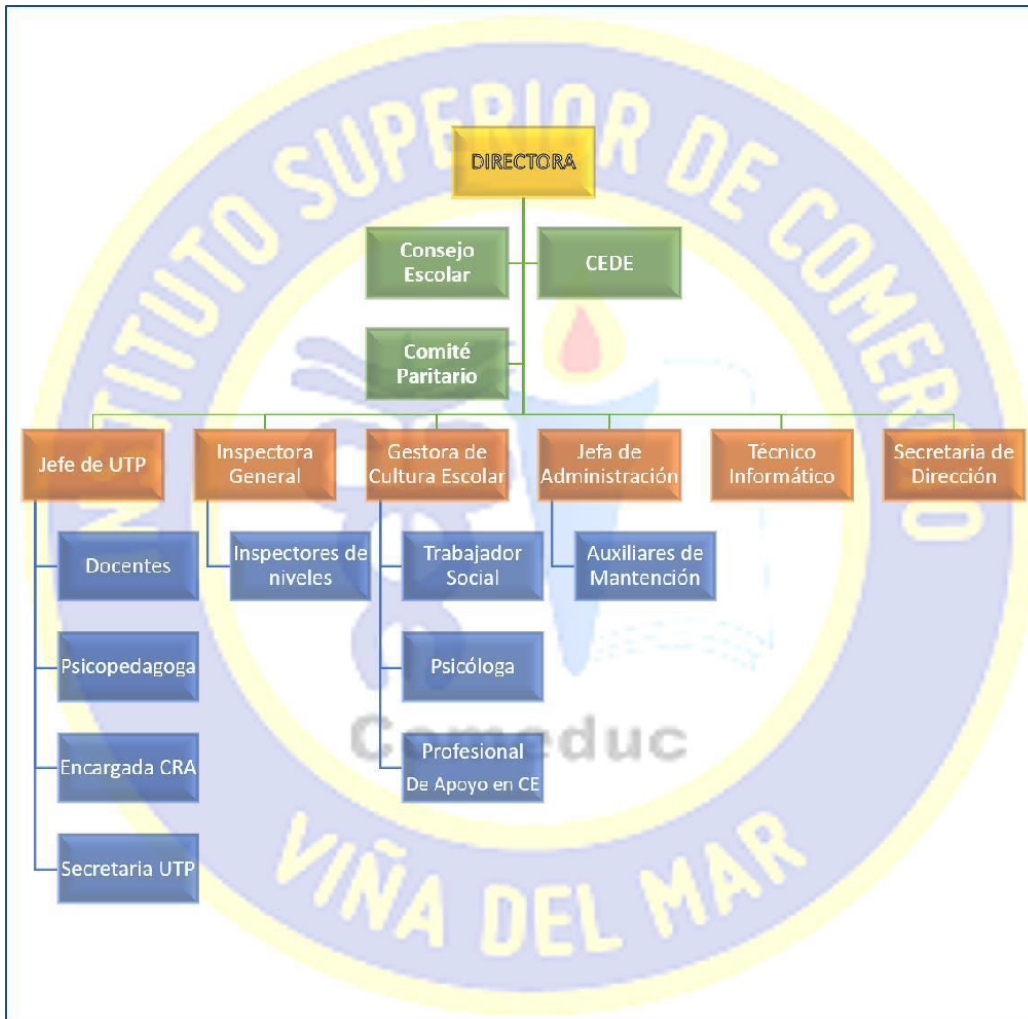 INSTITUTO SUPERIOR DE COMERCIO
DIRECTORA
Consejo
Escolar
CEDE
Comité
Paritario
Jefe de UTP
Inspectora
General
Gestora de
Cultura Escolar
Jefa de
Administración
Técnico
Informático
Secretaria de
Dirección
Docentes
Inspectores de
niveles
Trabajador
Social
Auxiliares de
Mantención
Psicopedagoga
Psicóloga
Comeduc
Encargada CRA
Profesional
De Apoyo en CE
Secretaria UTP
VIÑA DEL MAR